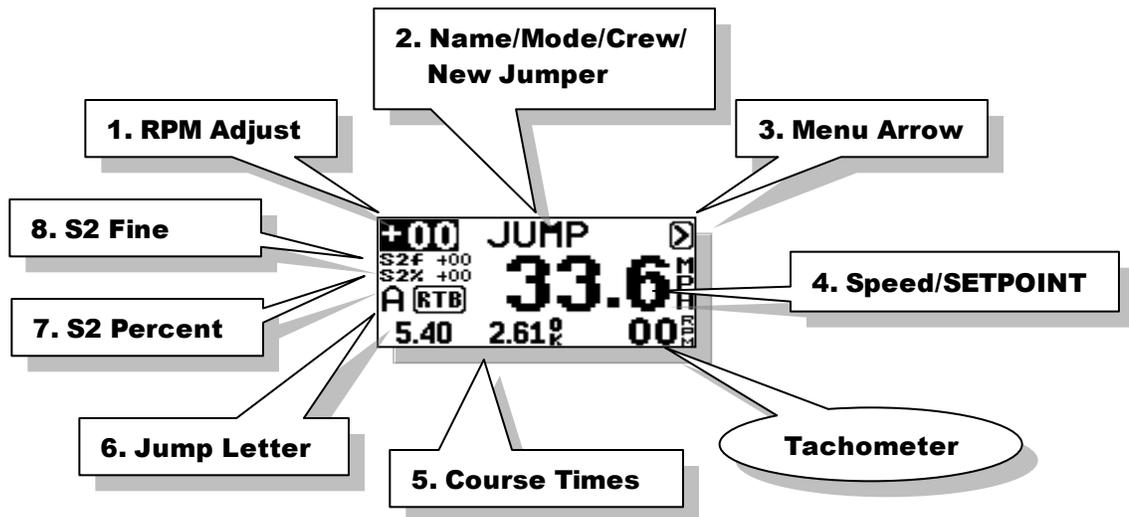 2. Name/Mode/Crew/
New Jumper
1. RPM Adjust
3. Menu Arrow
8. S2 Fine
+00 JUMP >
S2f +00
S2% +00
33.6 MPH
4. Speed/SETPOINT
7. S2 Percent
A RTB
5.40 2.61 OK 00 RPM
6. Jump Letter
Tachometer
5. Course Times